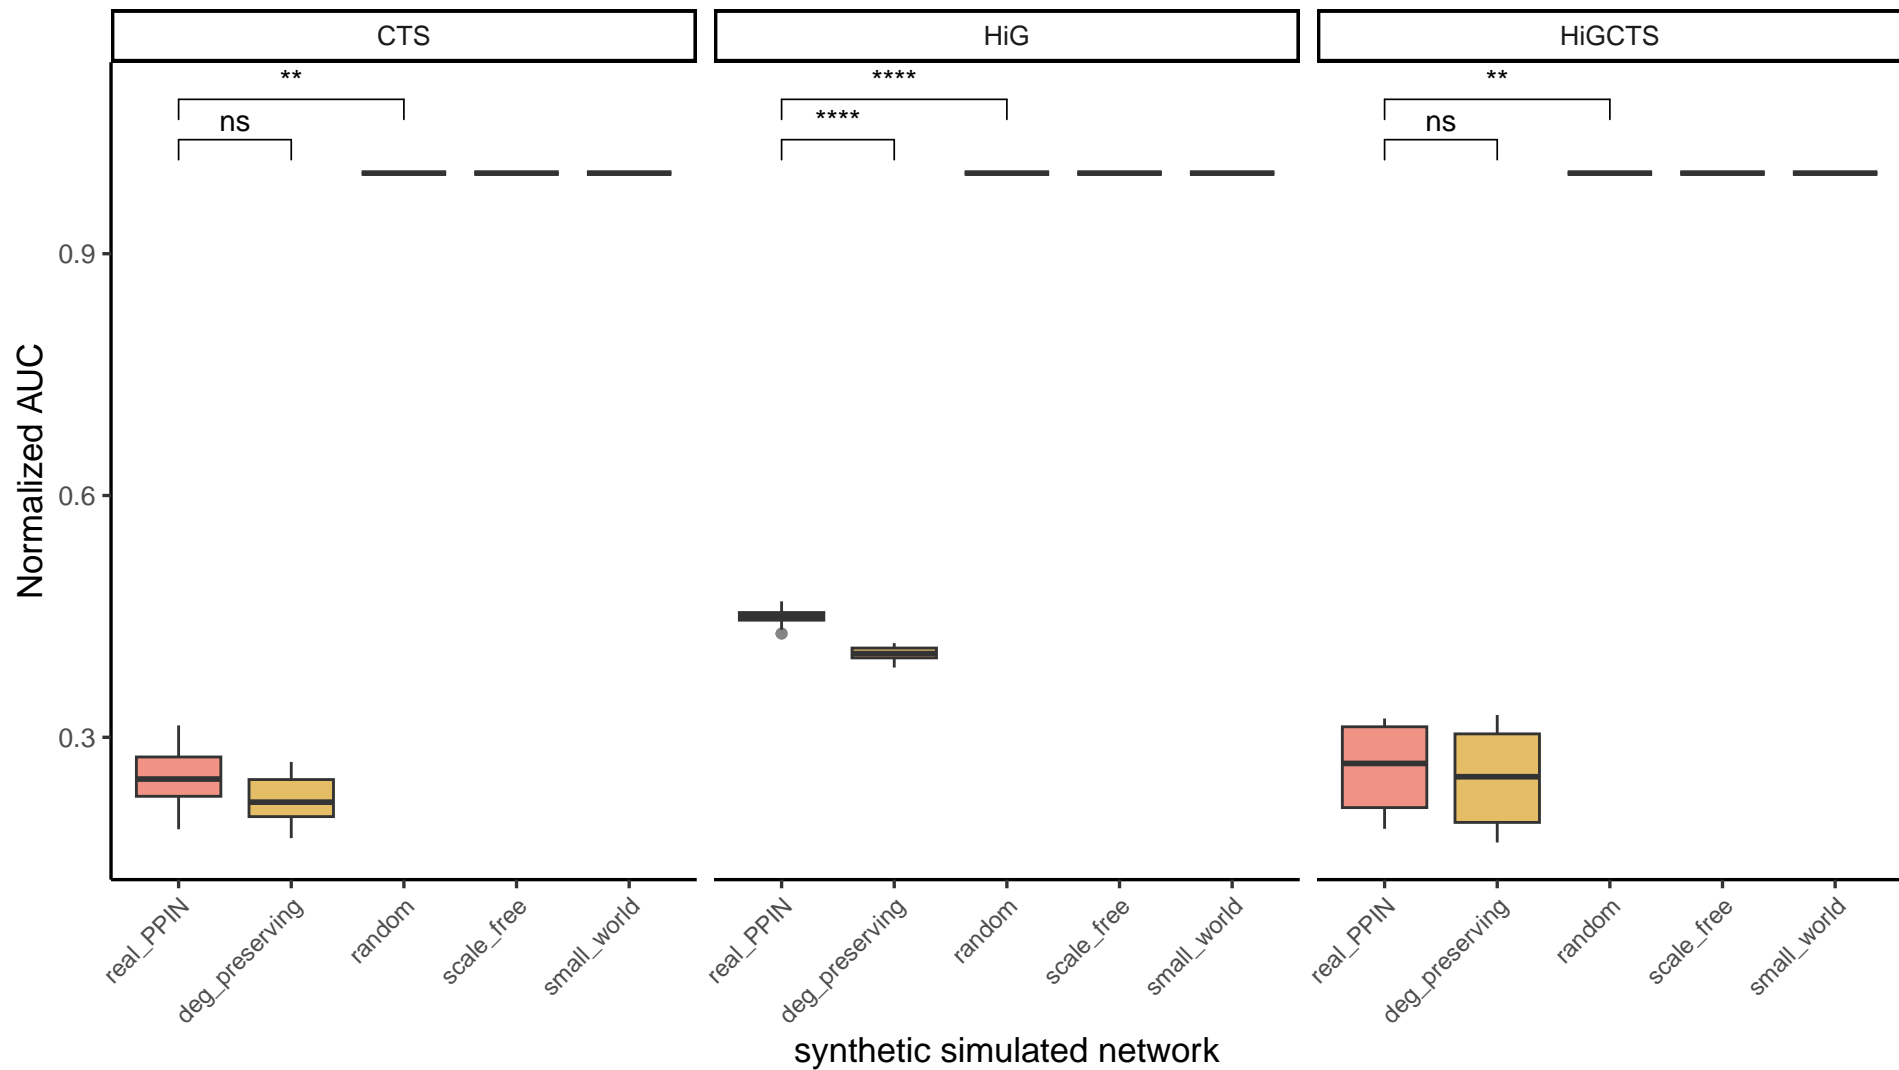 CTS
HiG
HiGCTS
**
ns
****
****
**
ns
Normalized AUC
0.9
0.6
0.3
real_PPIN
deg_preserving
random
scale_free
small_world
real_PPIN
deg_preserving
random
scale_free
small_world
real_PPIN
deg_preserving
random
scale_free
small_world
synthetic simulated network